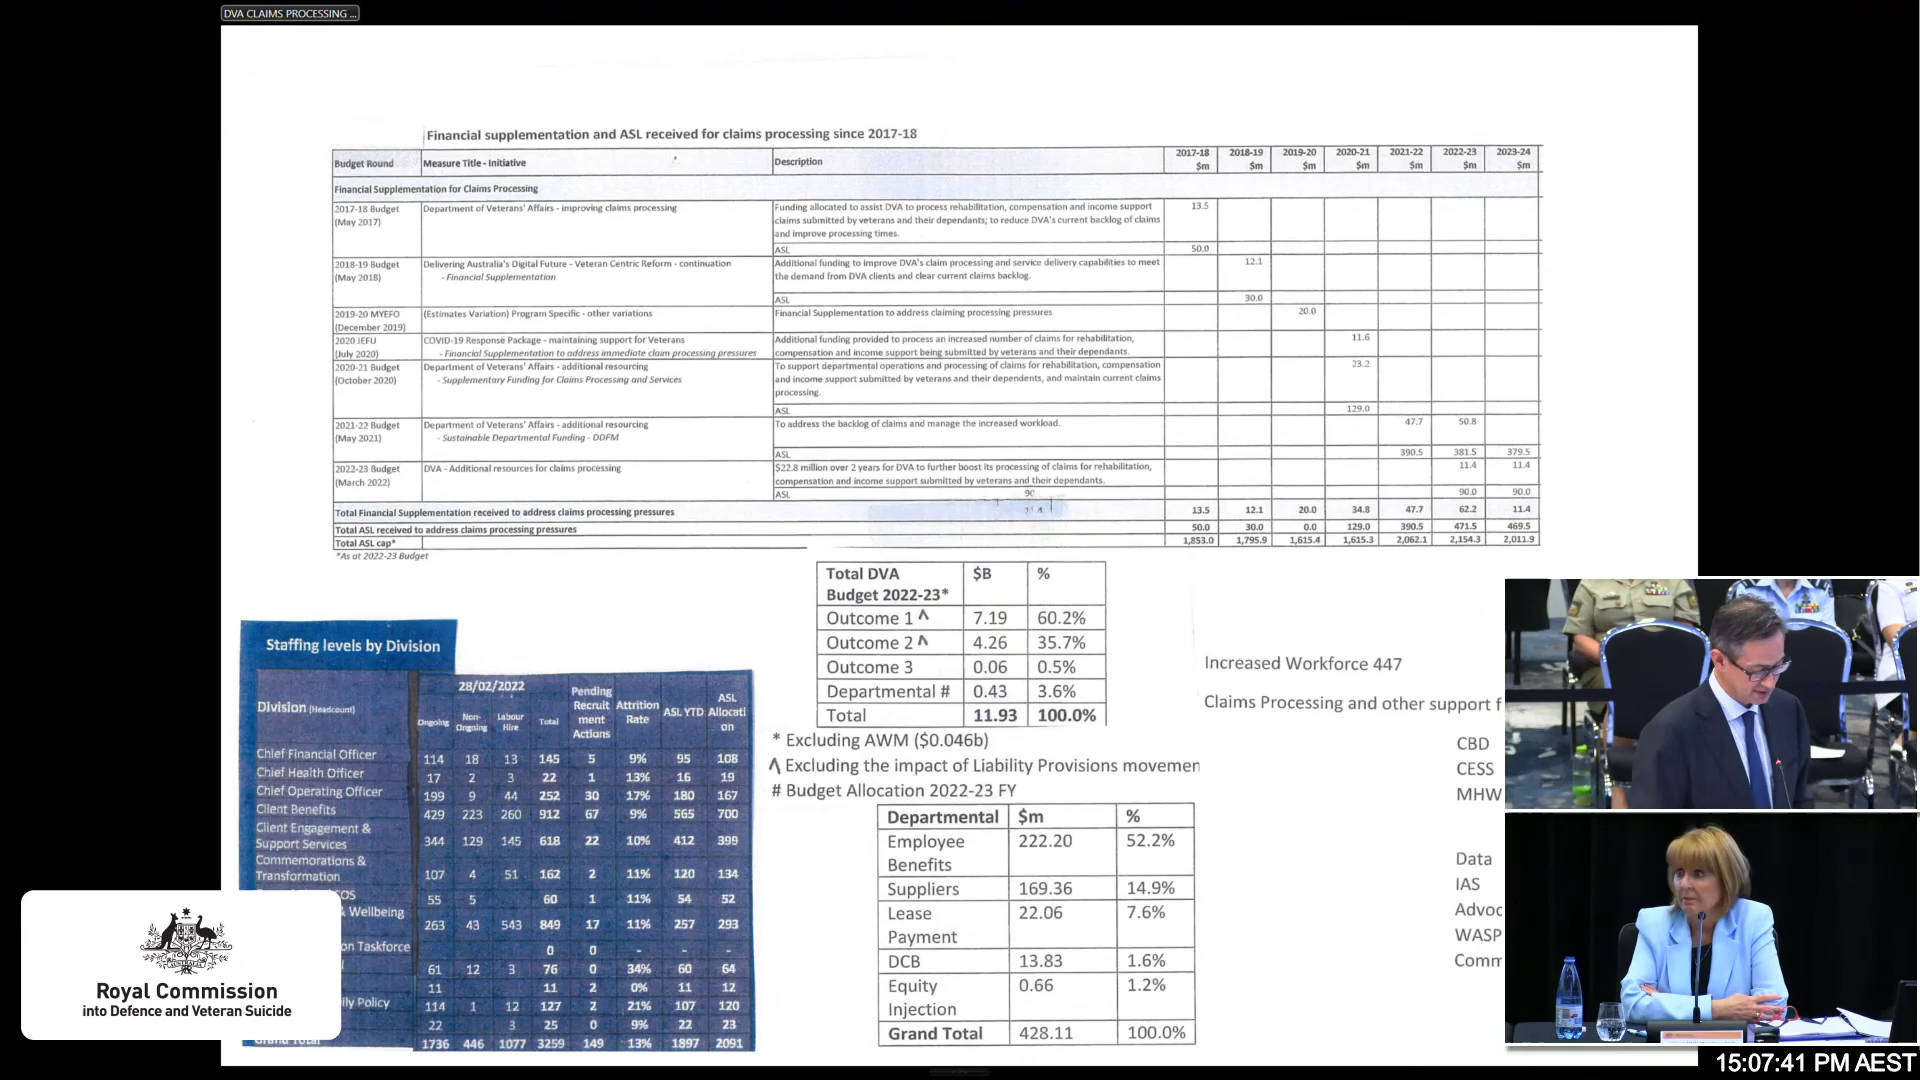 DVA CLAIMS PROCESSING ...
Financial supplementation and ASL received for claims processing since 2017-18
Budget Round Measure Title - Initiative Description 2017-18 $m 2018-19 $m 2019-20 $m 2020-21 $m 2021-22 $m 2022-23 $m 2023-24 $m
Financial Supplementation for Claims Processing
2017-18 Budget (May 2017) Department of Veterans' Affairs - improving claims processing Funding allocated to assist DVA to process rehabilitation, compensation and income support 13.5
claims submitted by veterans and their dependants; to reduce DVA's current backlog of claims
and improve processing times.
ASL 50.0
2018-19 Budget Delivering Australia's Digital Future - Veteran Centric Reform - continuation Additional funding to improve DVA's claim processing and service delivery capabilities to meet 12.1
(May 2018) - Financial Supplementation the demand from DVA clients and clear current claims backlog.
ASL 30.0
2019-20 MYEFO (Estimates Variation) Program Specific - other variations Financial Supplementation to address claiming processing pressures 20.0
(December 2019)
2020 JEFU COVID-19 Response Package - maintaining support for Veterans Additional funding provided to process an increased number of claims for rehabilitation, 11.6
(July 2020) - Financial Supplementation to address immediate claim processing pressures compensation and income support being submitted by veterans and their dependants.
2020-21 Budget Department of Veterans' Affairs - additional resourcing To support departmental operations and processing of claims for rehabilitation, compensation 23.2
(October 2020) - Supplementary Funding for Claims Processing and Services and income support submitted by veterans and their dependents, and maintain current claims
processing.
ASL 129.0
2021-22 Budget Department of Veterans' Affairs - additional resourcing To address the backlog of claims and manage the increased workload. 47.7 50.8
(May 2021) - Sustainable Departmental Funding - DDFM
ASL 390.5 381.5 379.5
2022-23 Budget DVA - Additional resources for claims processing $22.8 million over 2 years for DVA to further boost its processing of claims for rehabilitation, 11.4 11.4
(March 2022) compensation and income support submitted by veterans and their dependants.
ASL 90.0 90.0
Total Financial Supplementation received to address claims processing pressures 13.5 12.1 20.0 34.8 47.7 62.2 11.4
Total ASL received to address claims processing pressures 50.0 30.0 0.0 129.0 390.5 471.5 469.5
Total ASL cap* 1,853.0 1,795.9 1,615.4 1,615.3 2,062.1 2,154.3 2,011.9
*As at 2022-23 Budget
Total DVA Budget 2022-23* $B %
Outcome 1 ^ 7.19 60.2%
Outcome 2 ^ 4.26 35.7%
Outcome 3 0.06 0.5%
Departmental # 0.43 3.6%
Total 11.93 100.0%
* Excluding AWM ($0.046b)
^ Excluding the impact of Liability Provisions movemen
# Budget Allocation 2022-23 FY
Departmental $m %
Employee Benefits 222.20 52.2%
Suppliers 169.36 14.9%
Lease Payment 22.06 7.6%
DCB 13.83 1.6%
Equity Injection 0.66 1.2%
Grand Total 428.11 100.0%
Staffing levels by Division
Division (Headcount) 28/02/2022 Ongoing Non-Ongoing Labour Hire Total Pending Recruitment Actions Attrition Rate ASL YTD ASL Allocation
Chief Financial Officer 114 18 13 145 5 9% 95 108
Chief Health Officer 17 2 3 22 1 13% 16 19
Chief Operating Officer 199 9 44 252 30 17% 180 167
Client Benefits 429 223 260 912 67 9% 565 700
Client Engagement & Support Services 344 129 145 618 22 10% 412 399
Commemorations & Transformation 107 4 51 162 2 11% 120 134
COS 55 5 60 1 11% 54 52
& Wellbeing 263 43 543 849 17 11% 257 293
on Taskforce 0 0 - - -
61 12 3 76 0 34% 60 64
11 11 2 0% 11 12
ily Policy 114 1 12 127 2 21% 107 120
22 3 25 0 9% 22 23
Grand Total 1736 446 1077 3259 149 13% 1897 2091
Increased Workforce 447
Claims Processing and other support f
CBD
CESS
MHW
Data
IAS
Advoc
WASP
Comm
Royal Commission
into Defence and Veteran Suicide
15:07:41 PM AEST